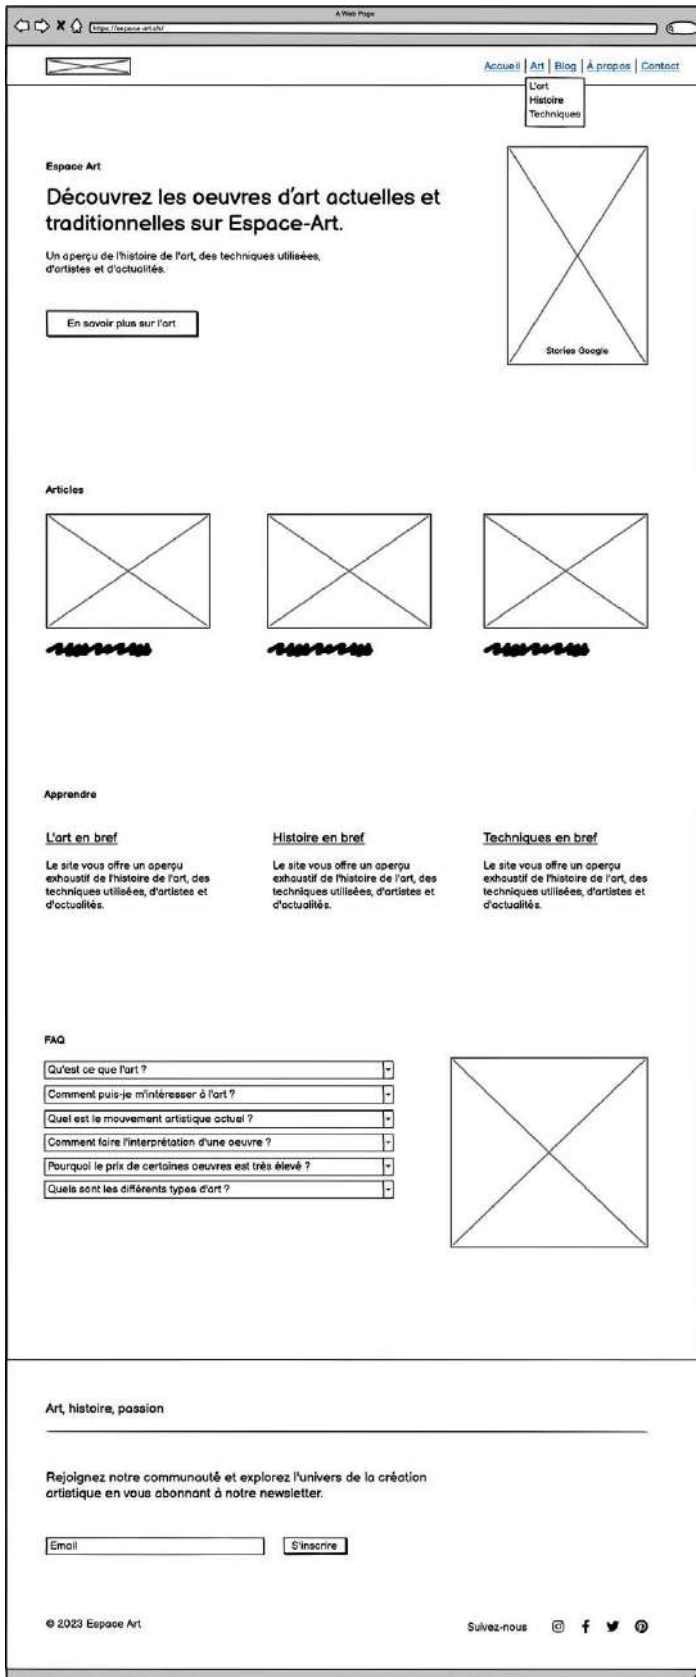 A Web Page
https://espace-art.ch/
Accueil | Art | Blog | À propos | Contact
L'art
Histoire
Techniques
Espace Art
Découvrez les oeuvres d'art actuelles et
traditionnelles sur Espace-Art.
Un aperçu de l'histoire de l'art, des techniques utilisées,
d'artistes et d'actualités.
En savoir plus sur l'art
Stories Google
Articles
Apprendre
L'art en bref
Le site vous offre un aperçu
exhaustif de l'histoire de l'art, des
techniques utilisées, d'artistes et
d'actualités.
Histoire en bref
Le site vous offre un aperçu
exhaustif de l'histoire de l'art, des
techniques utilisées, d'artistes et
d'actualités.
Techniques en bref
Le site vous offre un aperçu
exhaustif de l'histoire de l'art, des
techniques utilisées, d'artistes et
d'actualités.
FAQ
Qu'est ce que l'art ?
Comment puis-je m'intéresser à l'art ?
Quel est le mouvement artistique actuel ?
Comment faire l'interprétation d'une oeuvre ?
Pourquoi le prix de certaines oeuvres est très élevé ?
Quels sont les différents types d'art ?
Art, histoire, passion
Rejoignez notre communauté et explorez l'univers de la création
artistique en vous abonnant à notre newsletter.
Email
S'inscrire
© 2023 Espace Art
Suivez-nous